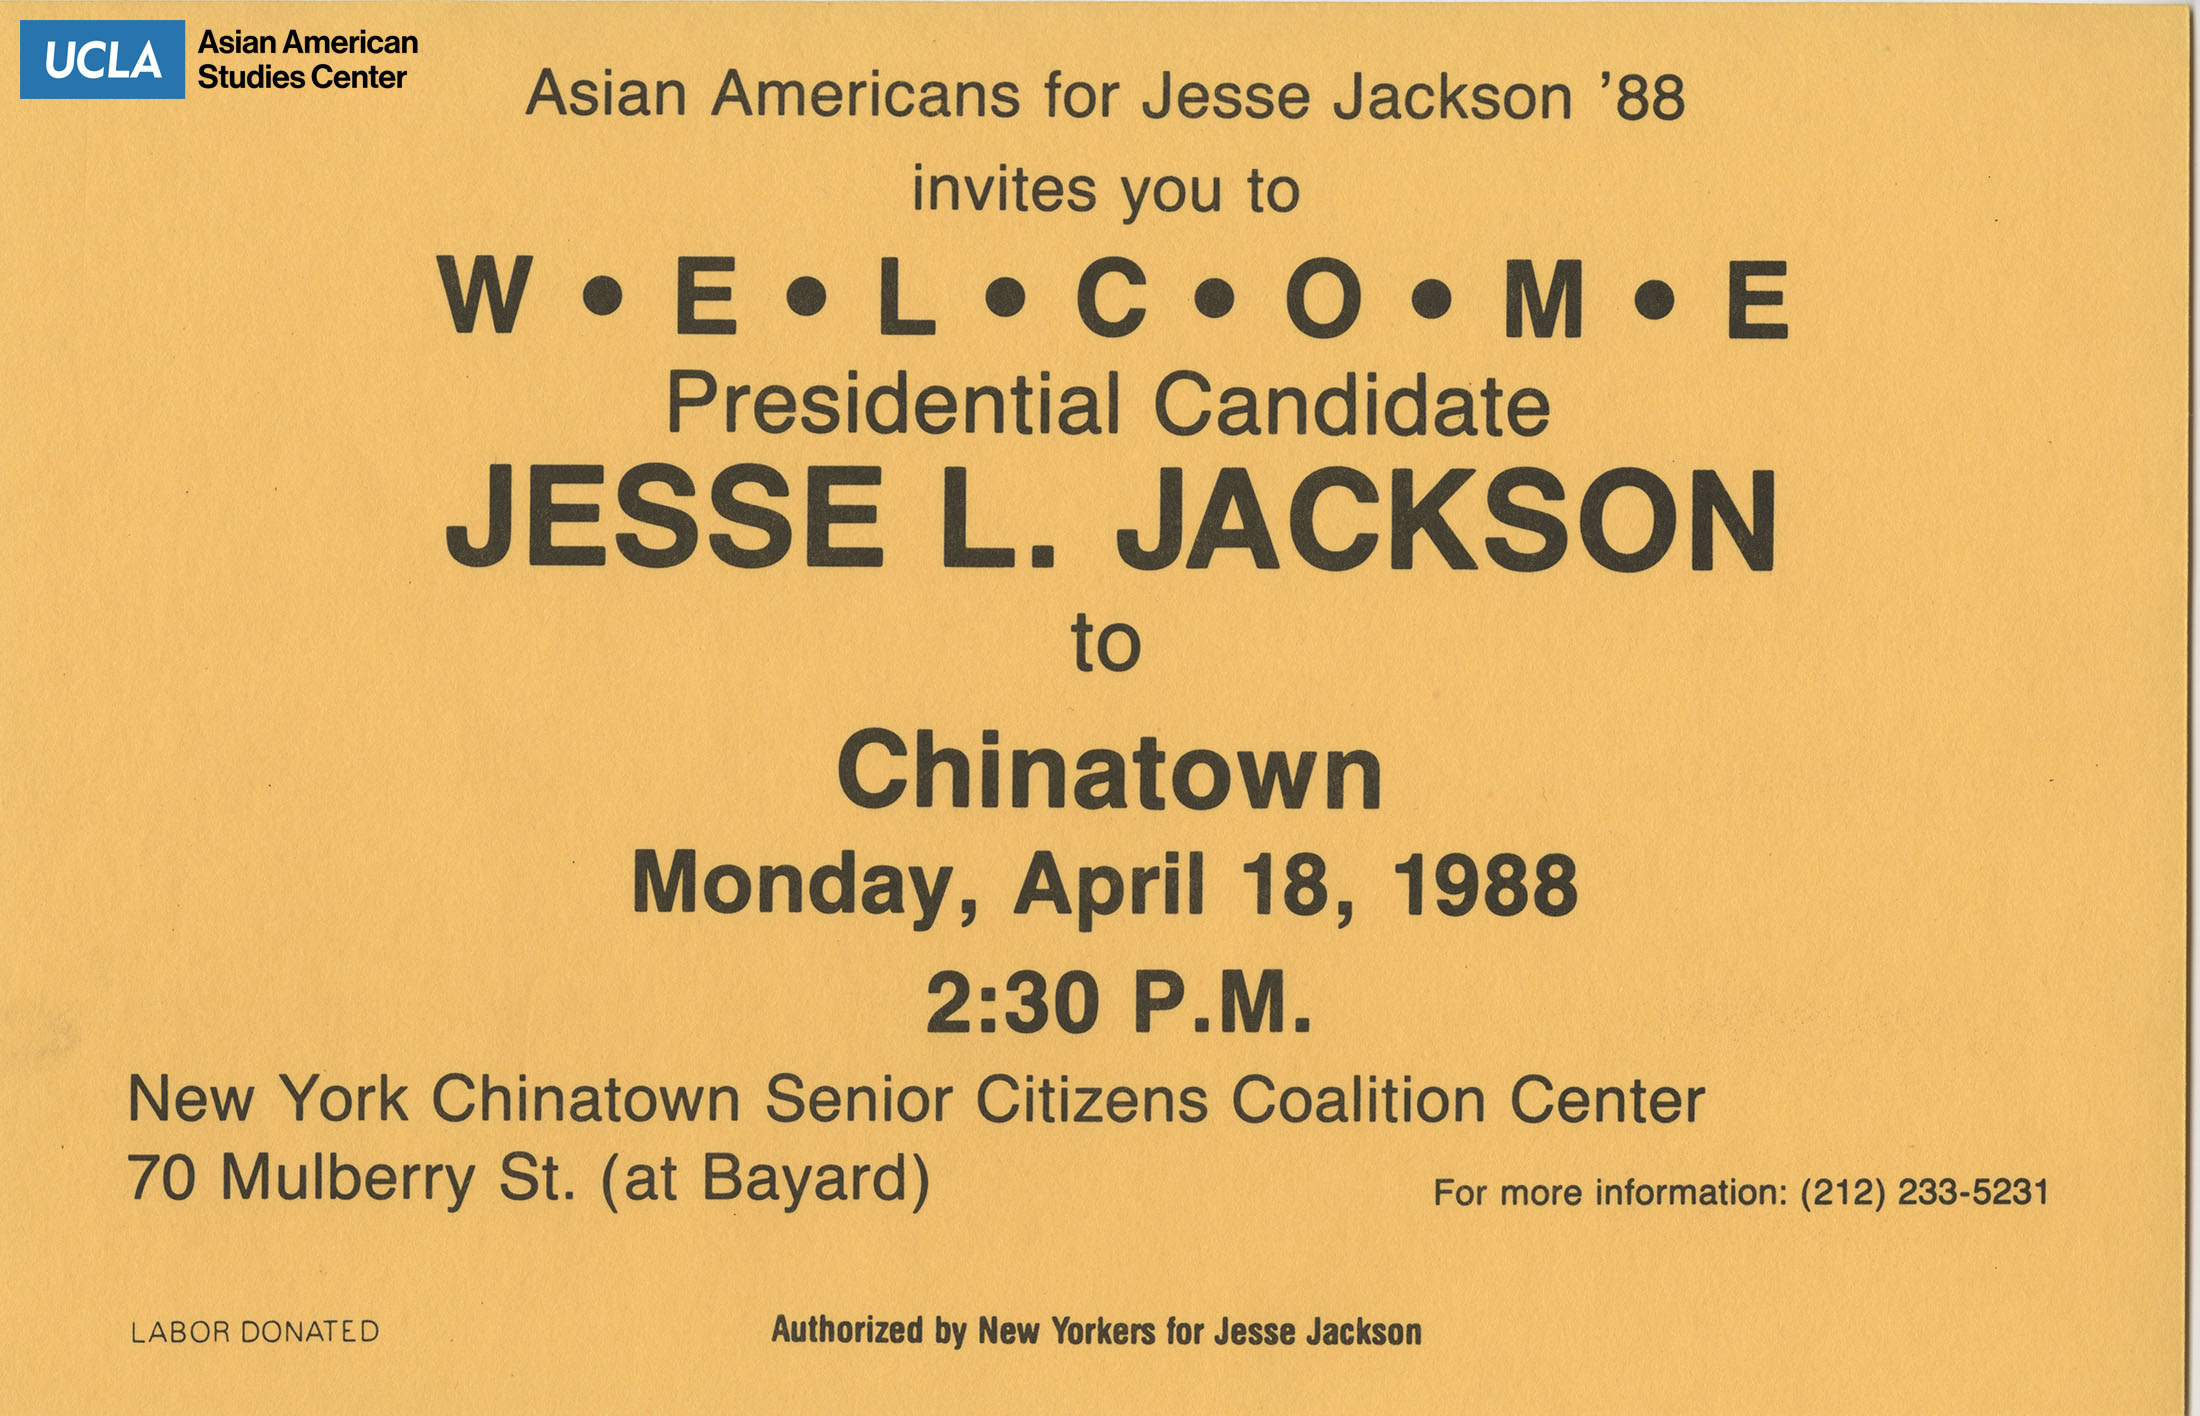 UCLA Asian American
Studies Center
Asian Americans for Jesse Jackson ’88
invites you to
W•E•L•C•O•M•E
Presidential Candidate
JESSE L. JACKSON
to
Chinatown
Monday, April 18, 1988
2:30 P.M.
New York Chinatown Senior Citizens Coalition Center
70 Mulberry St. (at Bayard)
For more information: (212) 233-5231
LABOR DONATED
Authorized by New Yorkers for Jesse Jackson